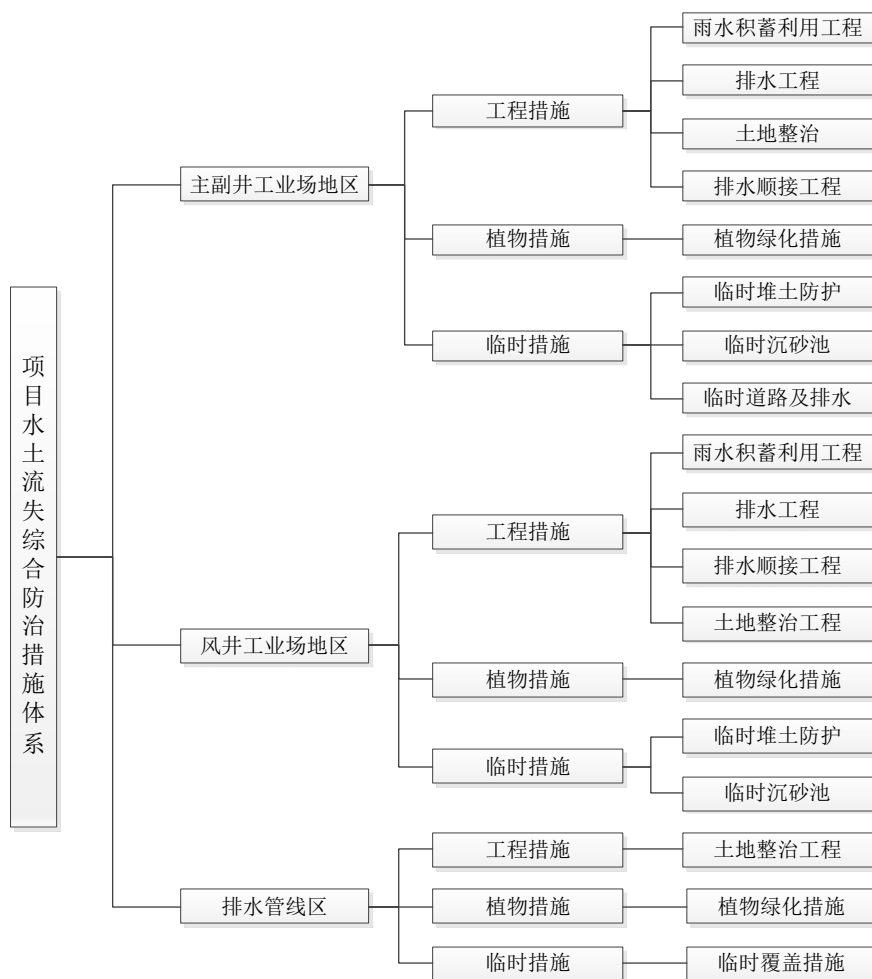 项目水土流失综合防治措施体系
主副井工业场地区
工程措施
雨水积蓄利用工程
排水工程
土地整治
排水顺接工程
植物措施
植物绿化措施
临时措施
临时堆土防护
临时沉砂池
临时道路及排水
风井工业场地区
工程措施
雨水积蓄利用工程
排水工程
排水顺接工程
土地整治工程
植物措施
植物绿化措施
临时措施
临时堆土防护
临时沉砂池
排水管线区
工程措施
土地整治工程
植物措施
植物绿化措施
临时措施
临时覆盖措施